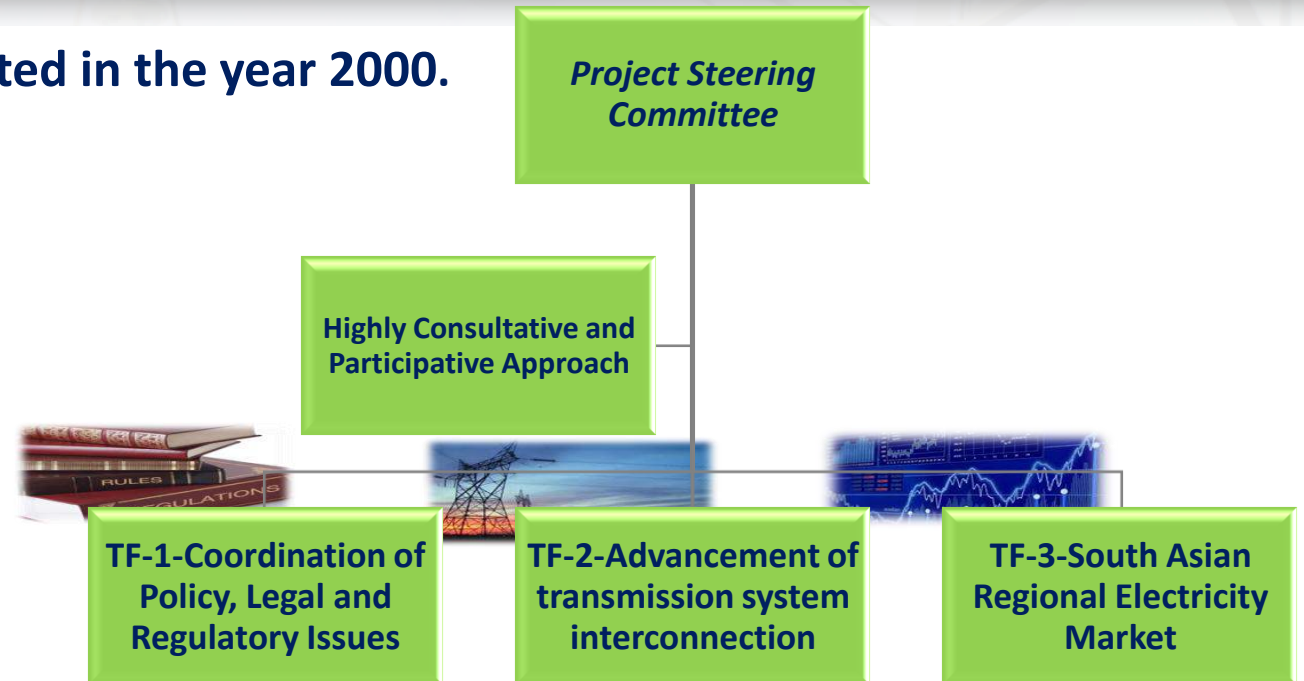 ted in the year 2000.
Project Steering
Committee
Highly Consultative and
Participative Approach
RULES
REGULATIONS
TF-1-Coordination of
Policy, Legal and
Regulatory Issues
TF-2-Advancement of
transmission system
interconnection
TF-3-South Asian
Regional Electricity
Market